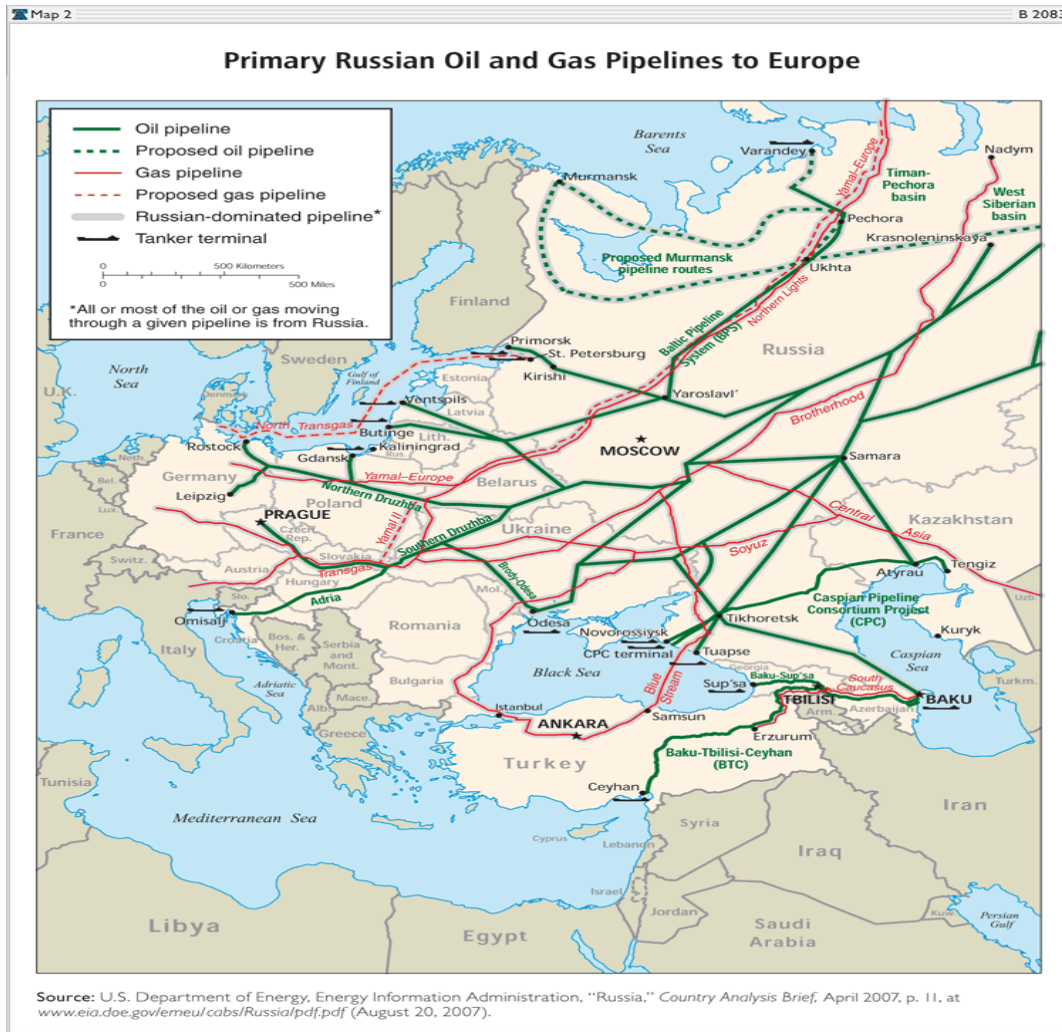 Map 2
B 2083
Primary Russian Oil and Gas Pipelines to Europe
Oil pipeline
Proposed oil pipeline
Gas pipeline
Proposed gas pipeline
Russian-dominated pipeline*
Tanker terminal
0 500 Kilometers
0 500 Miles
*All or most of the oil or gas moving
through a given pipeline is from Russia.
Barents
Sea
Varandey
Nadym
Murmansk
Yamal–Europe
Timan-
Pechora
basin
West
Siberian
basin
Pechora
Krasnoleninskaya
Proposed Murmansk
pipeline routes
Ukhta
Northern Lights
Finland
Baltic Pipeline
System (BPS)
Russia
Primorsk
St. Petersburg
Kirishi
Sweden
North
Sea
Gulf of
Finland
Estonia
Yaroslavl'
U.K.
Denmark
Ventspils
Latvia
Brotherhood
North Transgas
Butinge
Lith.
Kaliningrad
Rus.
MOSCOW
Rostock
Gdansk
Samara
Neth.
Germany
Yamal–Europe
Belarus
Bel.
Leipzig
Northern Druzhba
Poland
Lux.
PRAGUE
Yamal II
Southern Druzhba
Ukraine
Central
Asia
Kazakhstan
France
Czech
Rep.
Slovakia
Soyuz
Switz.
Austria
Transgas
Hungary
Brody-Odesa
Atyrau
Tengiz
Slo.
Adria
Mol.
Caspian Pipeline
Consortium Project
(CPC)
Uzb.
Omisalj
Croatia
Romania
Odesa
Tikhoretsk
Italy
Bos. &
Her.
Serbia
and
Mont.
Novorossiysk
CPC terminal
Tuapse
Kuryk
Caspian
Sea
Adriatic
Sea
Bulgaria
Black Sea
Blue
Stream
Sup'sa
Georgia
Baku-Sup'sa
South
Caucasus
Turkm.
Mace.
Alb.
TBILISI
Arm.
Azerbaijan
BAKU
Istanbul
Samsun
Greece
ANKARA
Erzurum
Turkey
Baku-Tbilisi-Ceyhan
(BTC)
Tunisia
Ceyhan
Iran
Mediterranean Sea
Syria
Cyprus
Lebanon
Iraq
Israel
Libya
Egypt
Jordan
Saudi
Arabia
Kuw.
Persian
Gulf
Source: U.S. Department of Energy, Energy Information Administration, “Russia,” Country Analysis Brief, April 2007, p. 11, at
www.eia.doe.gov/emeu/cabs/Russia/pdf.pdf (August 20, 2007).